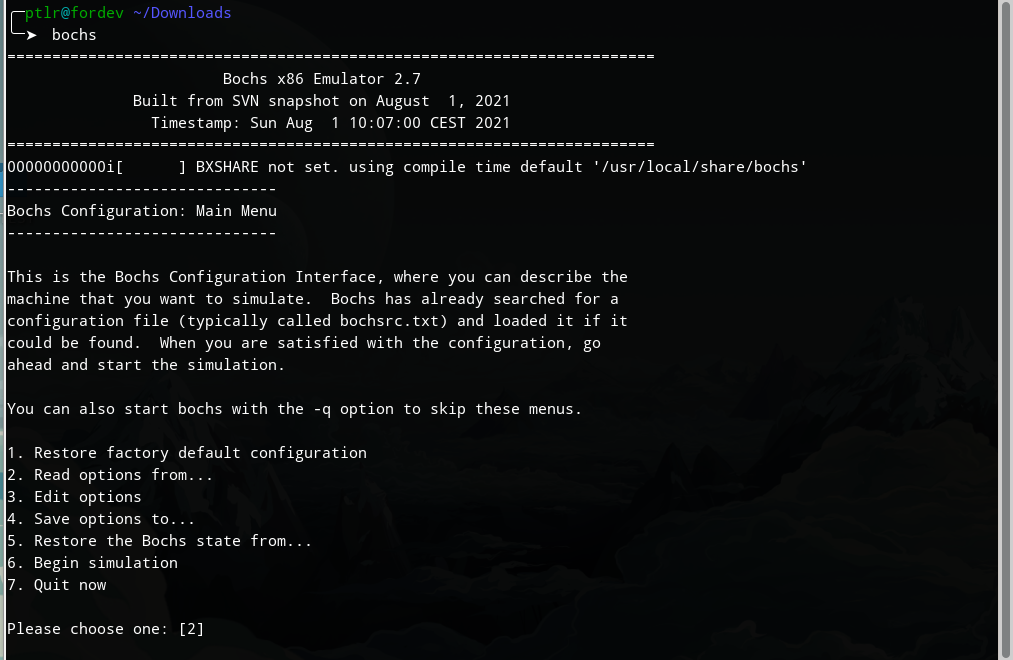 ptlr@fordev ~/Downloads
➤ bochs
========================================================================
                        Bochs x86 Emulator 2.7
              Built from SVN snapshot on August  1, 2021
                Timestamp: Sun Aug  1 10:07:00 CEST 2021
========================================================================
00000000000i[      ] BXSHARE not set. using compile time default '/usr/local/share/bochs'
------------------------------
Bochs Configuration: Main Menu
------------------------------

This is the Bochs Configuration Interface, where you can describe the
machine that you want to simulate.  Bochs has already searched for a
configuration file (typically called bochsrc.txt) and loaded it if it
could be found.  When you are satisfied with the configuration, go
ahead and start the simulation.

You can also start bochs with the -q option to skip these menus.

1. Restore factory default configuration
2. Read options from...
3. Edit options
4. Save options to...
5. Restore the Bochs state from...
6. Begin simulation
7. Quit now

Please choose one: [2]